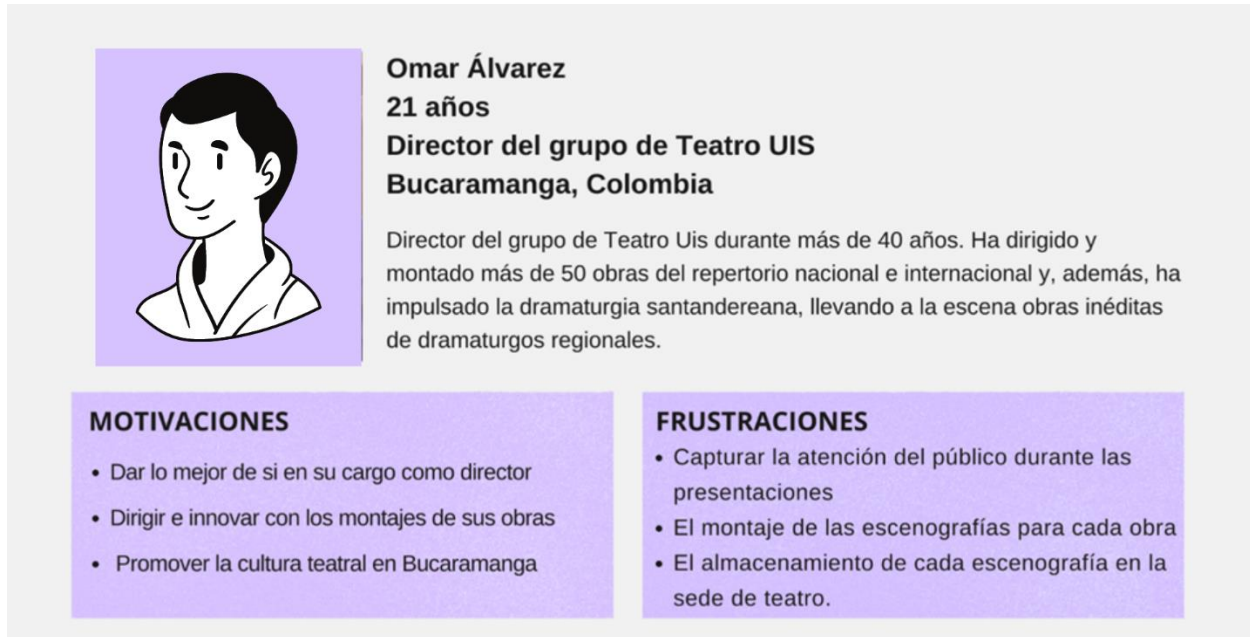 Omar Álvarez
21 años
Director del grupo de Teatro UIS
Bucaramanga, Colombia
Director del grupo de Teatro Uis durante más de 40 años. Ha dirigido y
montado más de 50 obras del repertorio nacional e internacional y, además, ha
impulsado la dramaturgia santandereana, llevando a la escena obras inéditas
de dramaturgos regionales.
MOTIVACIONES
• Dar lo mejor de si en su cargo como director
• Dirigir e innovar con los montajes de sus obras
• Promover la cultura teatral en Bucaramanga
FRUSTRACIONES
• Capturar la atención del público durante las
presentaciones
• El montaje de las escenografías para cada obra
• El almacenamiento de cada escenografía en la
sede de teatro.